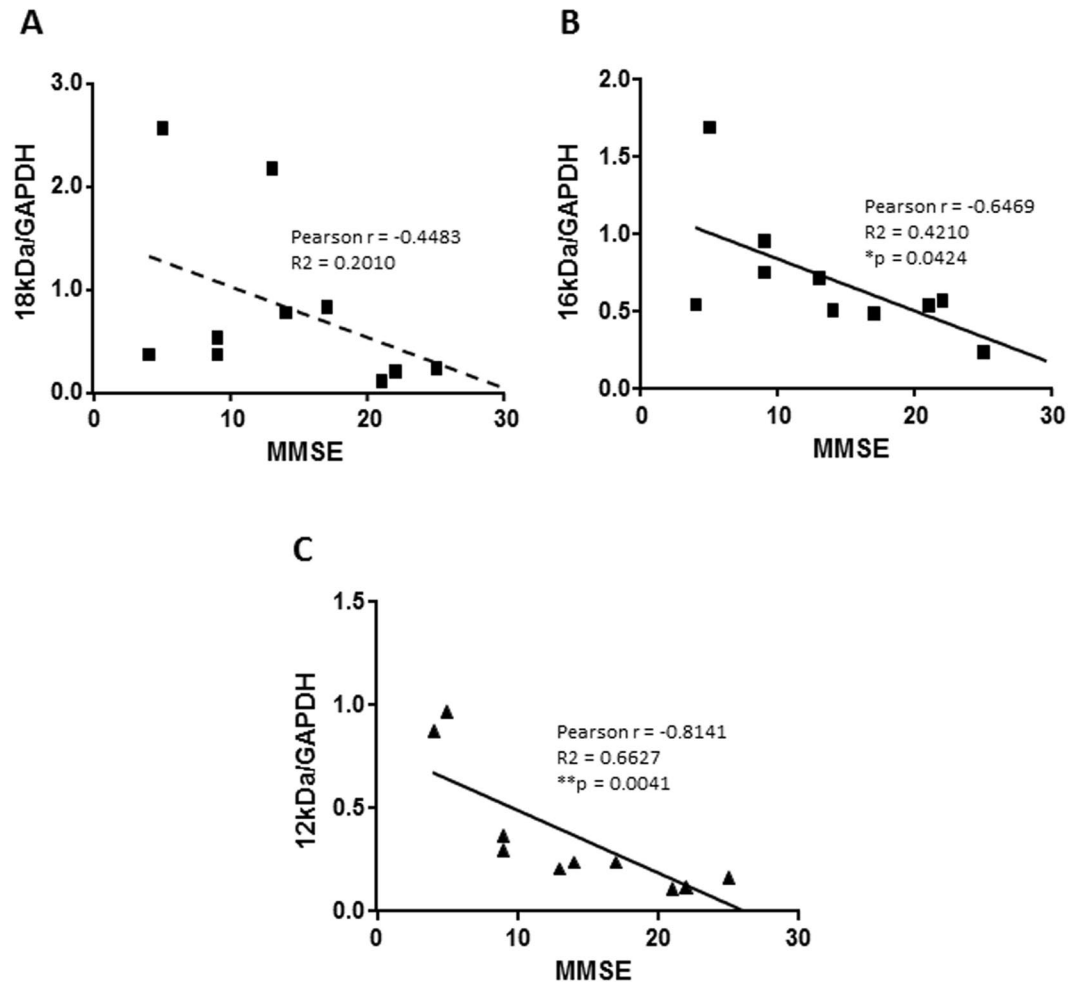 A
18kDa/GAPDH
3.0
2.0
1.0
0.0
Pearson r = -0.4483
R2 = 0.2010
0 10 20 30
MMSE
B
16kDa/GAPDH
2.0
1.5
1.0
0.5
0.0
Pearson r = -0.6469
R2 = 0.4210
*p = 0.0424
0 10 20 30
MMSE
C
12kDa/GAPDH
1.5
1.0
0.5
0.0
Pearson r = -0.8141
R2 = 0.6627
**p = 0.0041
0 10 20 30
MMSE